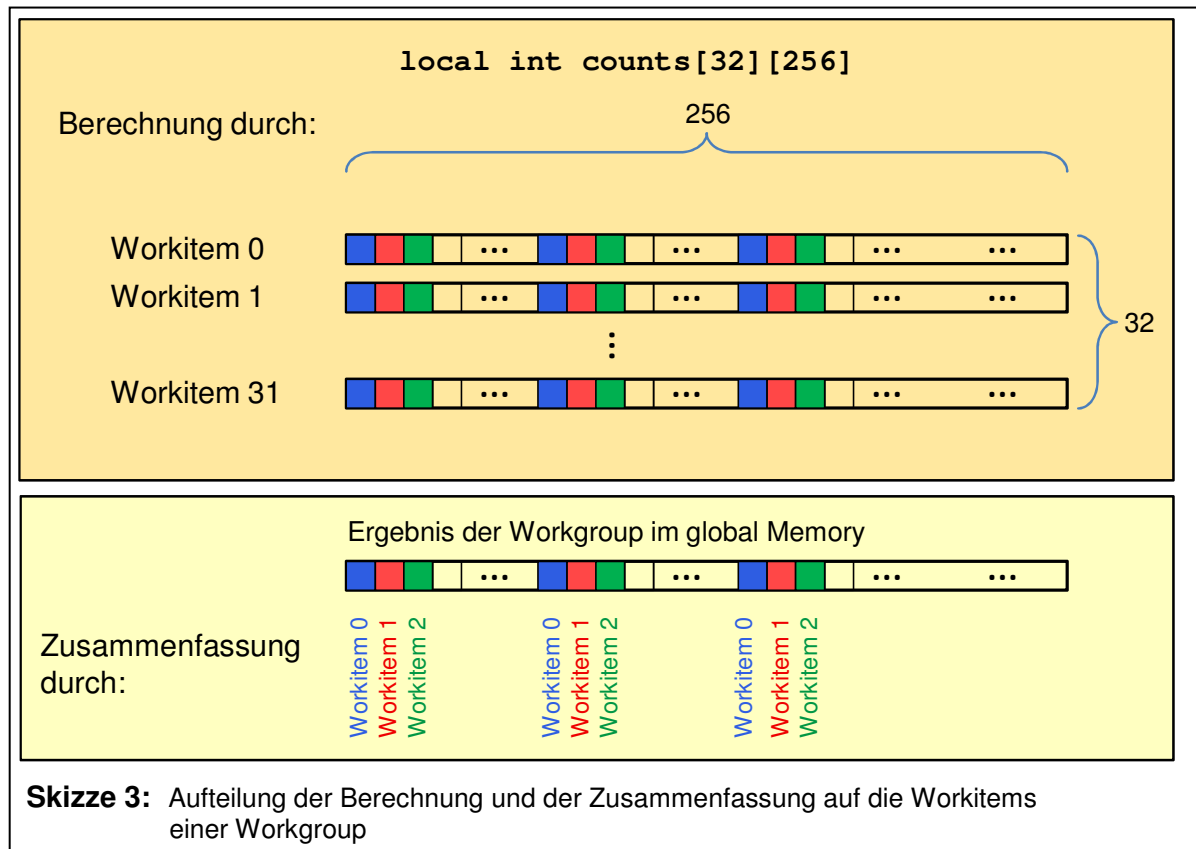 local int counts[32][256]
Berechnung durch:
256
Workitem 0
... ... ... ...
Workitem 1
... ... ... ...
32
⋮
Workitem 31
... ... ... ...
Ergebnis der Workgroup im global Memory
... ... ... ...
Zusammenfassung
durch:
Workitem 0
Workitem 1
Workitem 2
Workitem 0
Workitem 1
Workitem 2
Workitem 0
Workitem 1
Workitem 2
Skizze 3: Aufteilung der Berechnung und der Zusammenfassung auf die Workitems
einer Workgroup